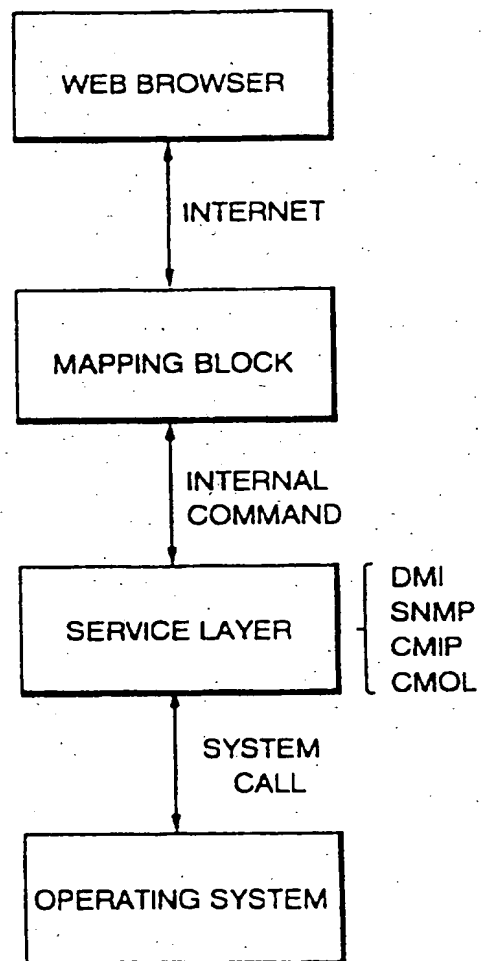 WEB BROWSER
INTERNET
MAPPING BLOCK
INTERNAL
COMMAND
SERVICE LAYER
DMI
SNMP
CMIP
CMOL
SYSTEM
CALL
OPERATING SYSTEM